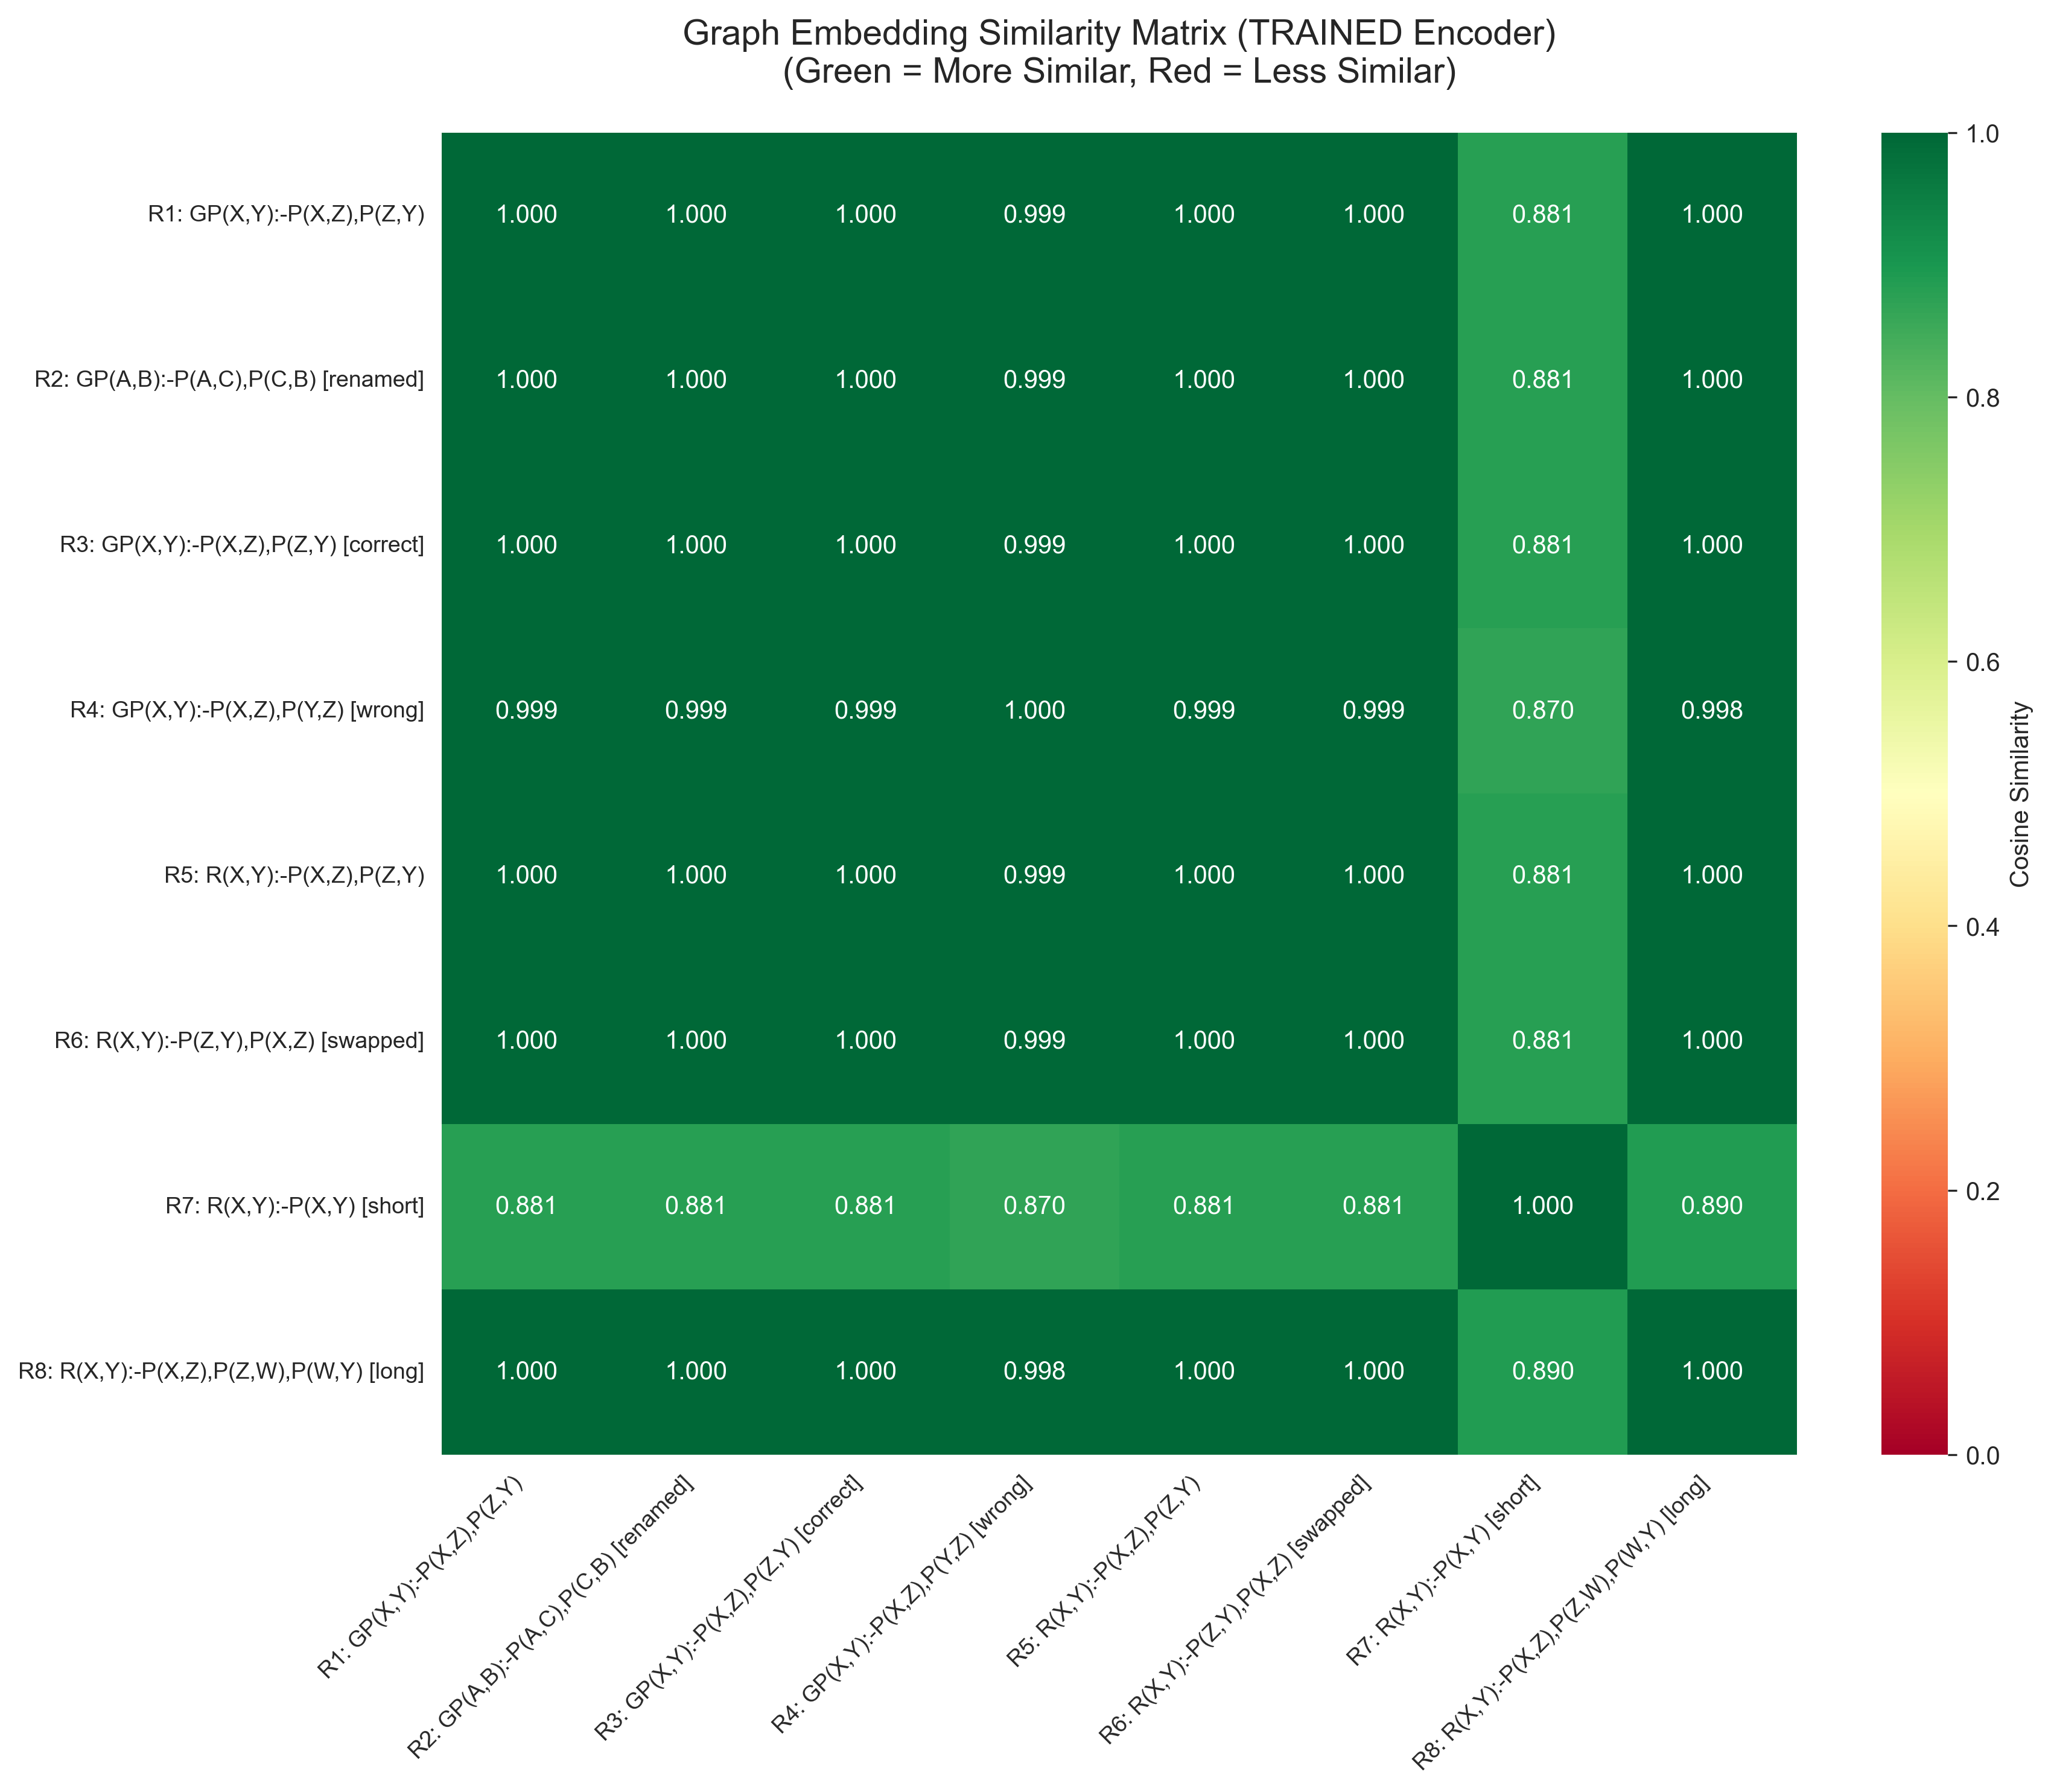 Graph Embedding Similarity Matrix (TRAINED Encoder)
(Green = More Similar, Red = Less Similar)
R1: GP(X,Y):-P(X,Z),P(Z,Y) 1.000 1.000 1.000 0.999 1.000 1.000 0.881 1.000
R2: GP(A,B):-P(A,C),P(C,B) [renamed] 1.000 1.000 1.000 0.999 1.000 1.000 0.881 1.000
R3: GP(X,Y):-P(X,Z),P(Z,Y) [correct] 1.000 1.000 1.000 0.999 1.000 1.000 0.881 1.000
R4: GP(X,Y):-P(X,Z),P(Y,Z) [wrong] 0.999 0.999 0.999 1.000 0.999 0.999 0.870 0.998
R5: R(X,Y):-P(X,Z),P(Z,Y) 1.000 1.000 1.000 0.999 1.000 1.000 0.881 1.000
R6: R(X,Y):-P(Z,Y),P(X,Z) [swapped] 1.000 1.000 1.000 0.999 1.000 1.000 0.881 1.000
R7: R(X,Y):-P(X,Y) [short] 0.881 0.881 0.881 0.870 0.881 0.881 1.000 0.890
R8: R(X,Y):-P(X,Z),P(Z,W),P(W,Y) [long] 1.000 1.000 1.000 0.998 1.000 1.000 0.890 1.000
R1: GP(X,Y):-P(X,Z),P(Z,Y)
R2: GP(A,B):-P(A,C),P(C,B) [renamed]
R3: GP(X,Y):-P(X,Z),P(Z,Y) [correct]
R4: GP(X,Y):-P(X,Z),P(Y,Z) [wrong]
R5: R(X,Y):-P(X,Z),P(Z,Y)
R6: R(X,Y):-P(Z,Y),P(X,Z) [swapped]
R7: R(X,Y):-P(X,Y) [short]
R8: R(X,Y):-P(X,Z),P(Z,W),P(W,Y) [long]
1.0
0.8
0.6
0.4
0.2
0.0
Cosine Similarity